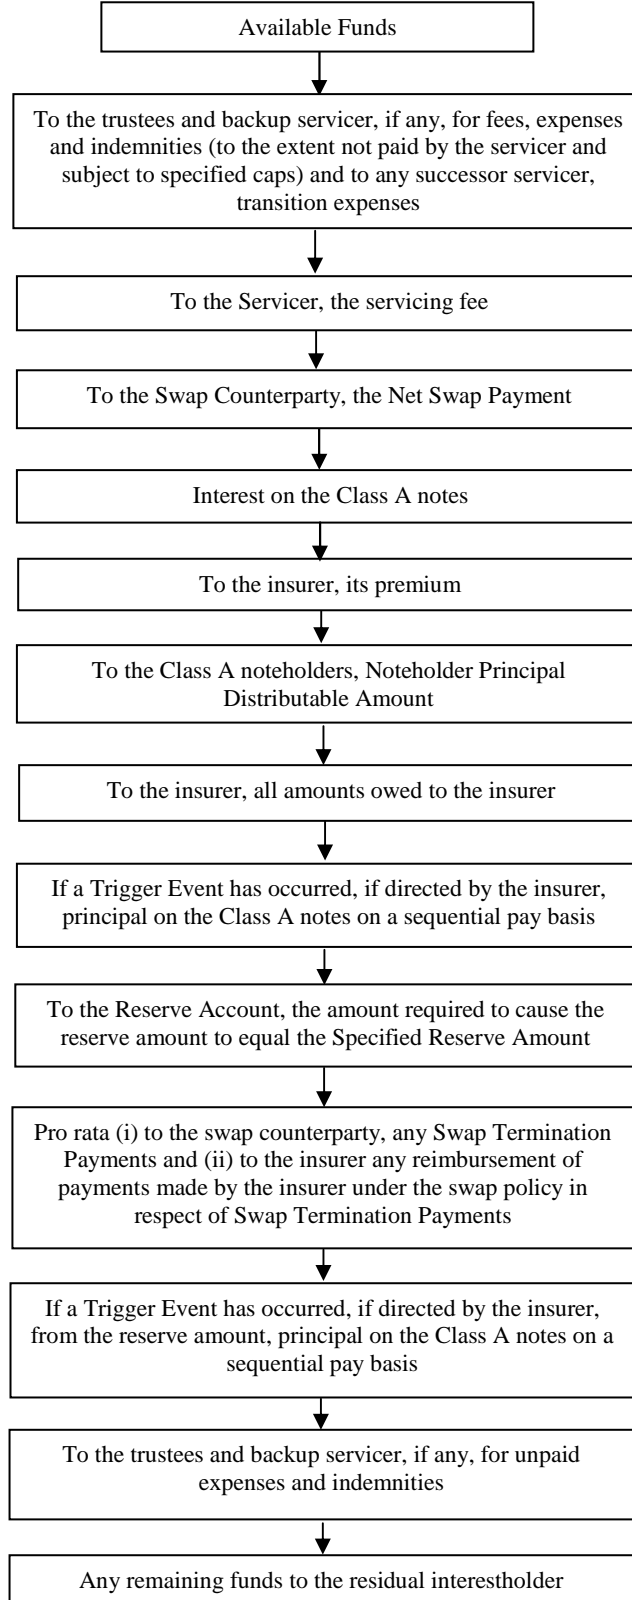 Available Funds
To the trustees and backup servicer, if any, for fees, expenses
and indemnities (to the extent not paid by the servicer and
subject to specified caps) and to any successor servicer,
transition expenses
To the Servicer, the servicing fee
To the Swap Counterparty, the Net Swap Payment
Interest on the Class A notes
To the insurer, its premium
To the Class A noteholders, Noteholder Principal
Distributable Amount
To the insurer, all amounts owed to the insurer
If a Trigger Event has occurred, if directed by the insurer,
principal on the Class A notes on a sequential pay basis
To the Reserve Account, the amount required to cause the
reserve amount to equal the Specified Reserve Amount
Pro rata (i) to the swap counterparty, any Swap Termination
Payments and (ii) to the insurer any reimbursement of
payments made by the insurer under the swap policy in
respect of Swap Termination Payments
If a Trigger Event has occurred, if directed by the insurer,
from the reserve amount, principal on the Class A notes on a
sequential pay basis
To the trustees and backup servicer, if any, for unpaid
expenses and indemnities
Any remaining funds to the residual interestholder